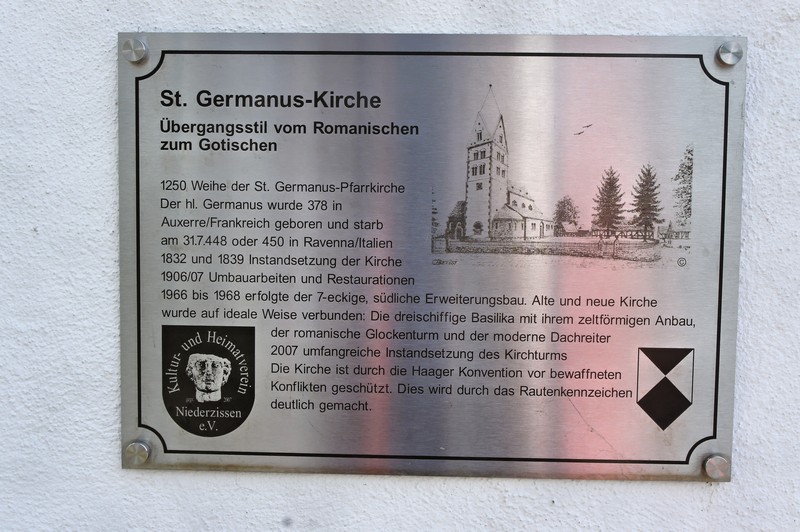 St. Germanus-Kirche
Übergangsstil vom Romanischen
zum Gotischen
1250 Weihe der St. Germanus-Pfarrkirche
Der hl. Germanus wurde 378 in
Auxerre/Frankreich geboren und starb
am 31.7.448 oder 450 in Ravenna/Italien
1832 und 1839 Instandsetzung der Kirche
1906/07 Umbauarbeiten und Restaurationen
1966 bis 1968 erfolgte der 7-eckige, südliche Erweiterungsbau. Alte und neue Kirche
wurde auf ideale Weise verbunden: Die dreischiffige Basilika mit ihrem zeltförmigen Anbau,
der romanische Glockenturm und der moderne Dachreiter
2007 umfangreiche Instandsetzung des Kirchturms
Die Kirche ist durch die Haager Konvention vor bewaffneten
Konflikten geschützt. Dies wird durch das Rautenkennzeichen
deutlich gemacht.
©
Kultur- und Heimatverein
Niederzissen
e.V.